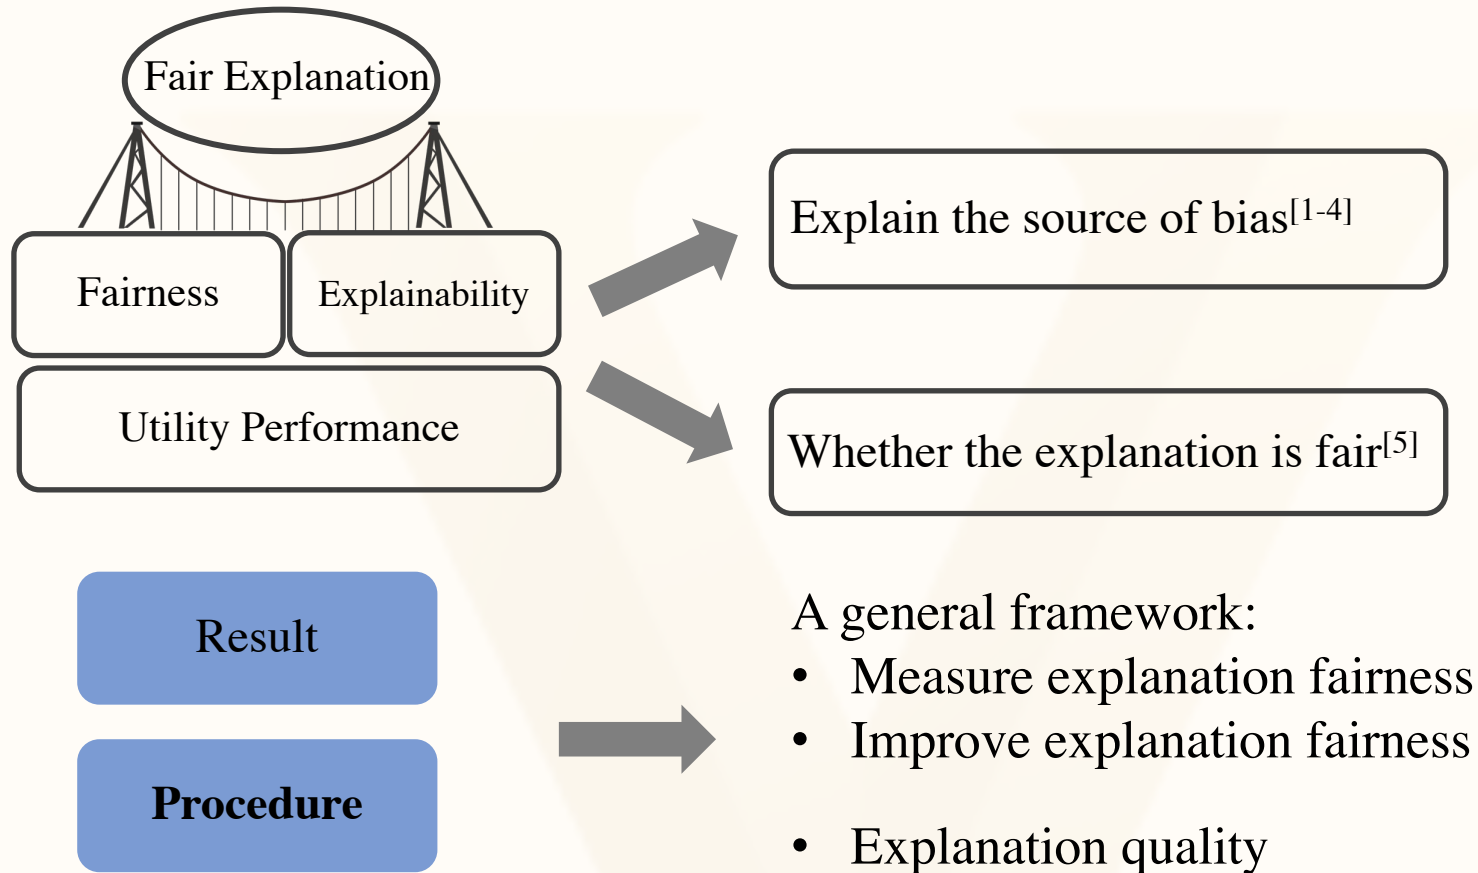 Fair Explanation
Fairness
Explainability
Utility Performance
Explain the source of bias[1-4]
Whether the explanation is fair[5]
Result
Procedure
A general framework:
• Measure explanation fairness
• Improve explanation fairness
• Explanation quality